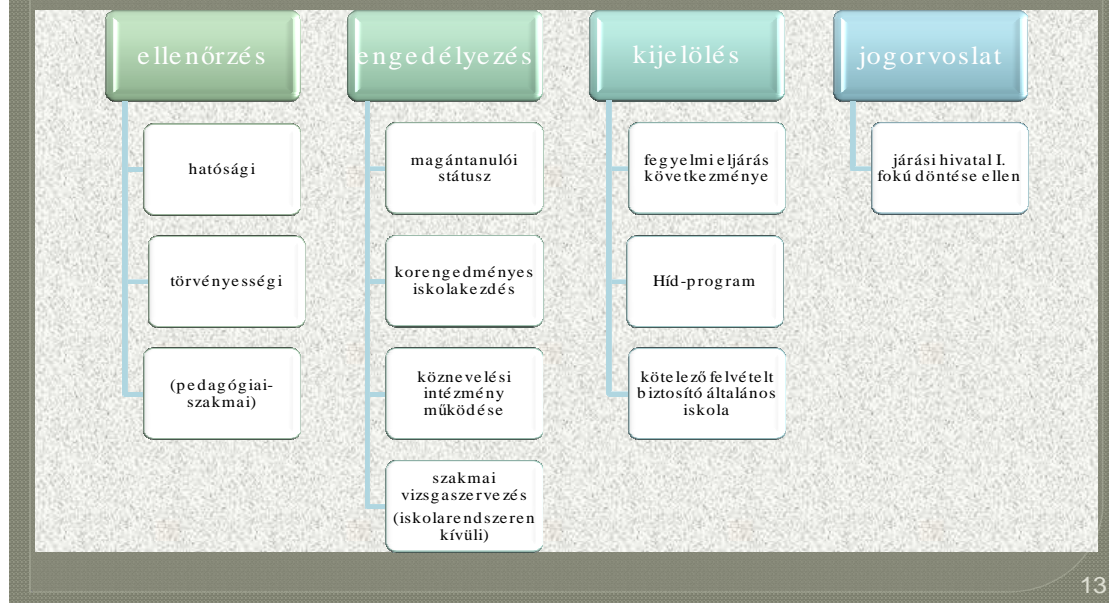 ellenőrzés
hatósági
törvényességi
(pedagógiai-
szakmai)
engedélyezés
magántanulói
státusz
korengedményes
iskolakezdés
köznevelési
intézmény
működése
szakmai
vizsgaszervezés
(iskolarendszeren
kívüli)
kijelölés
fegyelmi eljárás
következménye
Híd-program
kötelező felvételt
biztosító általános
iskola
jogorvoslat
járási hivatal I.
fokú döntése ellen
13